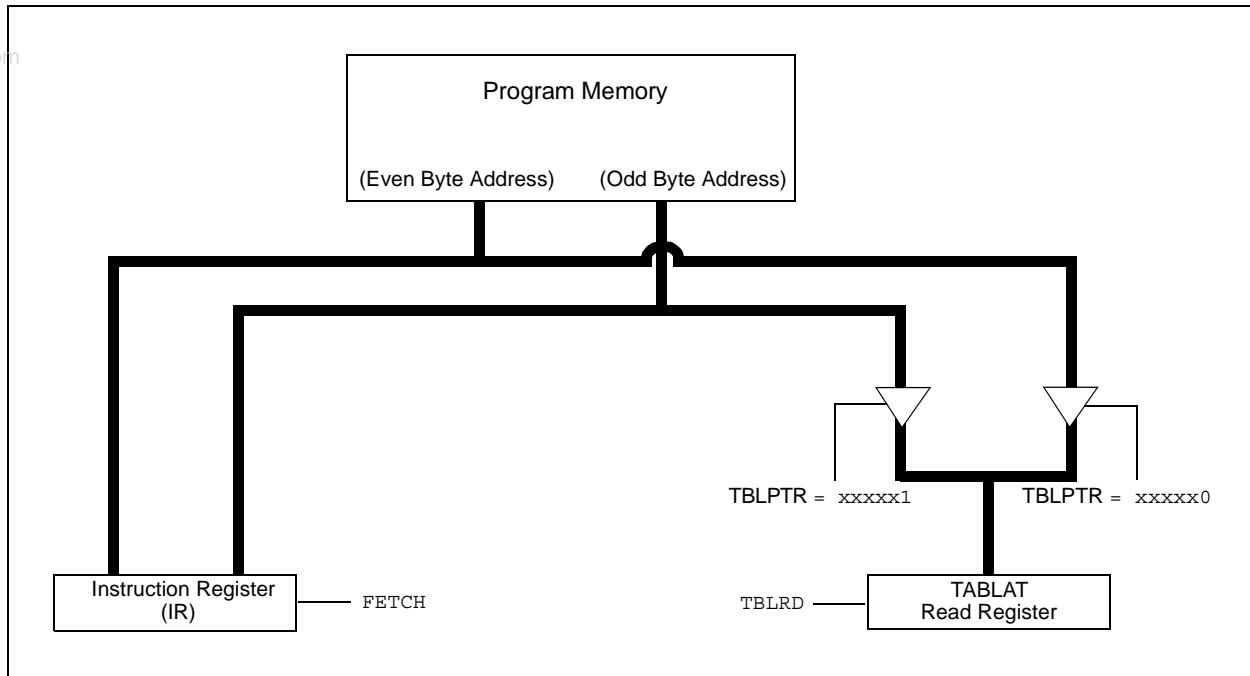 om
Program Memory
(Even Byte Address) (Odd Byte Address)
TBLPTR = xxxxx1
TBLPTR = xxxxx0
Instruction Register
(IR)
FETCH
TBLRD
TABLAT
Read Register